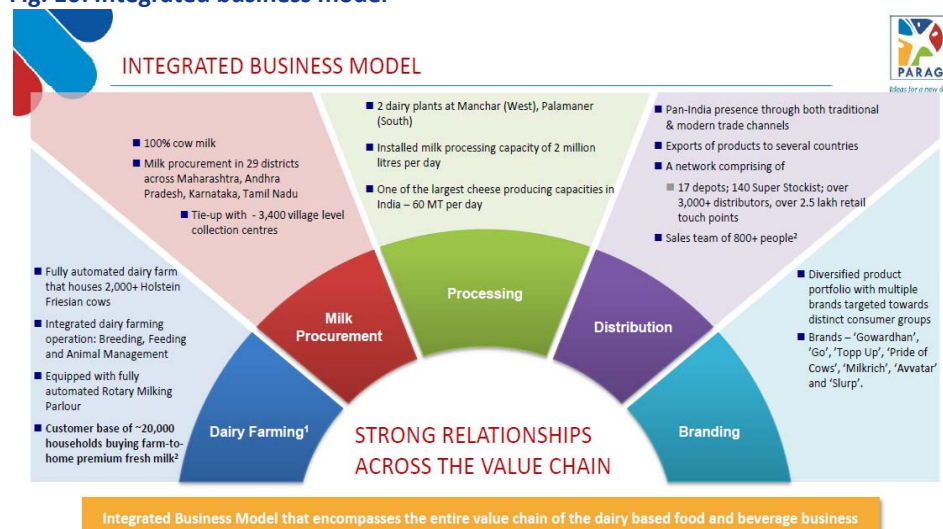 Fig. 10: Integrated business model
INTEGRATED BUSINESS MODEL
PARAG
Ideas for a new d
■ Fully automated dairy farm
that houses 2,000+ Holstein
Friesian cows
■ Integrated dairy farming
operation: Breeding, Feeding
and Animal Management
■ Equipped with fully
automated Rotary Milking
Parlour
■ Customer base of ~20,000
households buying farm-to-
home premium fresh milk²
■ 100% cow milk
■ Milk procurement in 29 districts
across Maharashtra, Andhra
Pradesh, Karnataka, Tamil Nadu
■ Tie-up with - 3,400 village level
collection centres
■ 2 dairy plants at Manchar (West), Palamaner
(South)
■ Installed milk processing capacity of 2 million
litres per day
■ One of the largest cheese producing capacities in
India – 60 MT per day
■ Pan-India presence through both traditional
& modern trade channels
■ Exports of products to several countries
■ A network comprising of
■ 17 depots; 140 Super Stockist; over
3,000+ distributors, over 2.5 lakh retail
touch points
■ Sales team of 800+ people²
■ Diversified product
portfolio with multiple
brands targeted towards
distinct consumer groups
■ Brands – ‘Gowardhan’,
‘Go’, ’Topp Up’, ‘Pride of
Cows’, ‘Milkrich’, ‘Avvatar’
and ‘Slurp’.
Dairy Farming¹
Milk
Procurement
Processing
Distribution
Branding
STRONG RELATIONSHIPS
ACROSS THE VALUE CHAIN
Integrated Business Model that encompasses the entire value chain of the dairy based food and beverage business